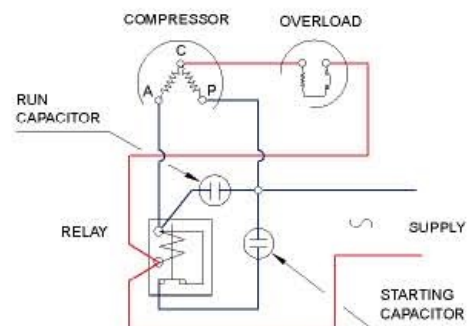 COMPRESSOR
OVERLOAD
C
A
P
RUN
CAPACITOR
RELAY
SUPPLY
STARTING
CAPACITOR